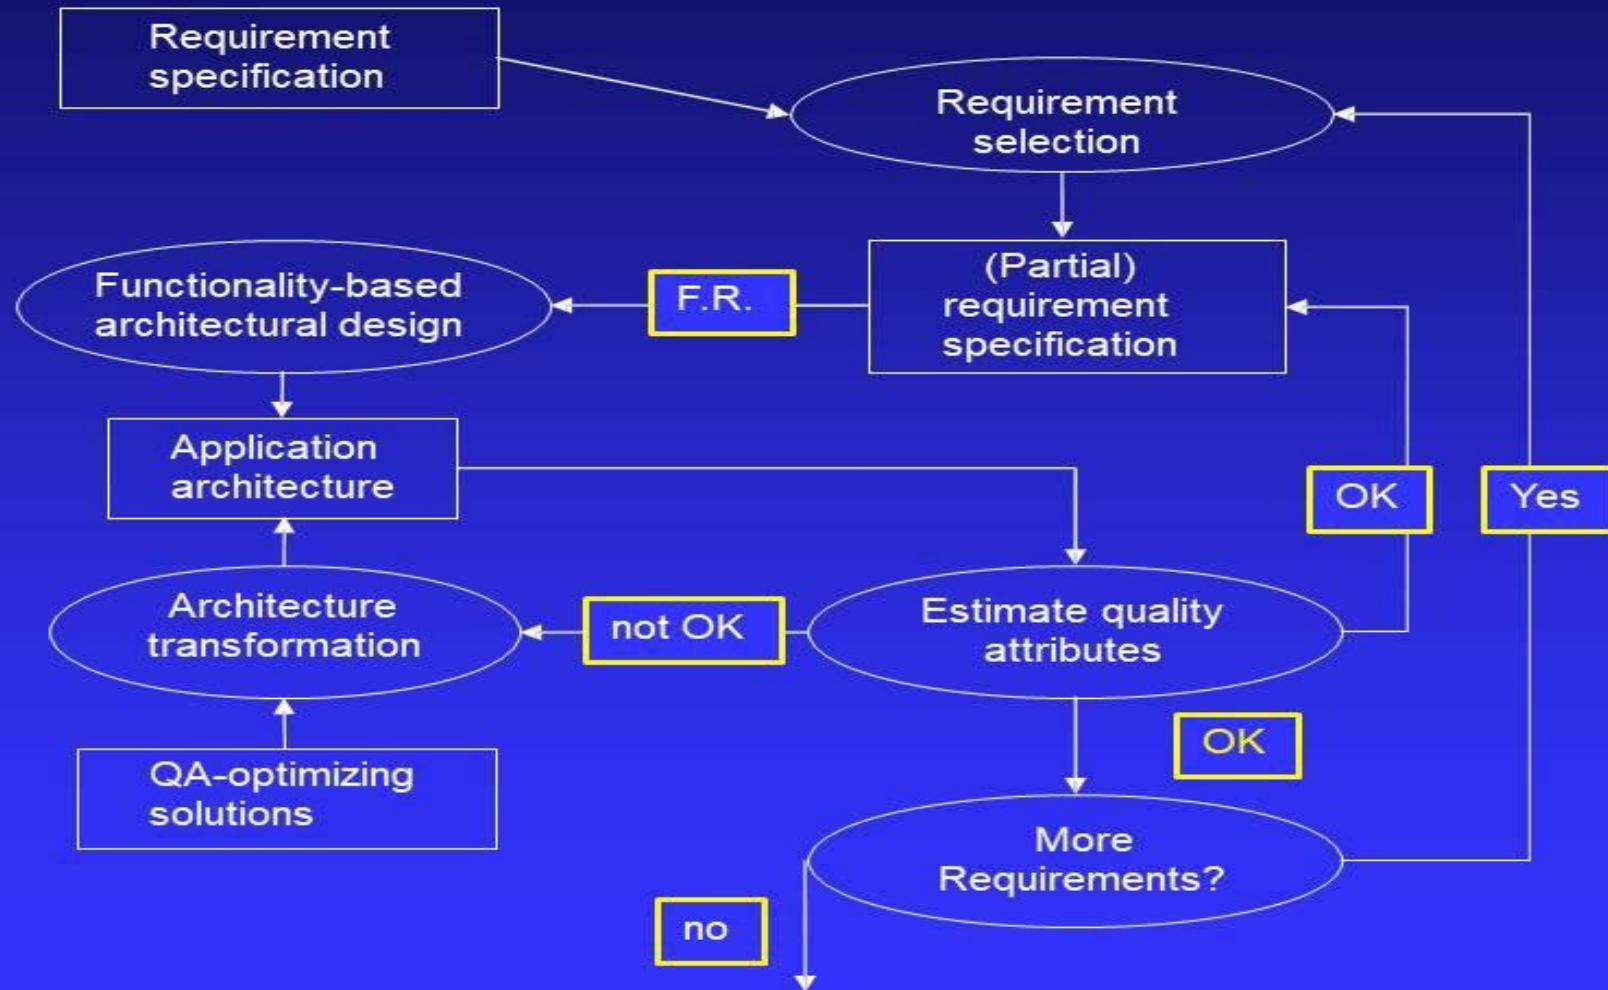 Requirement
specification
Requirement
selection
(Partial)
requirement
specification
F.R.
Functionality-based
architectural design
Application
architecture
OK
Yes
Architecture
transformation
not OK
Estimate quality
attributes
QA-optimizing
solutions
OK
More
Requirements?
no